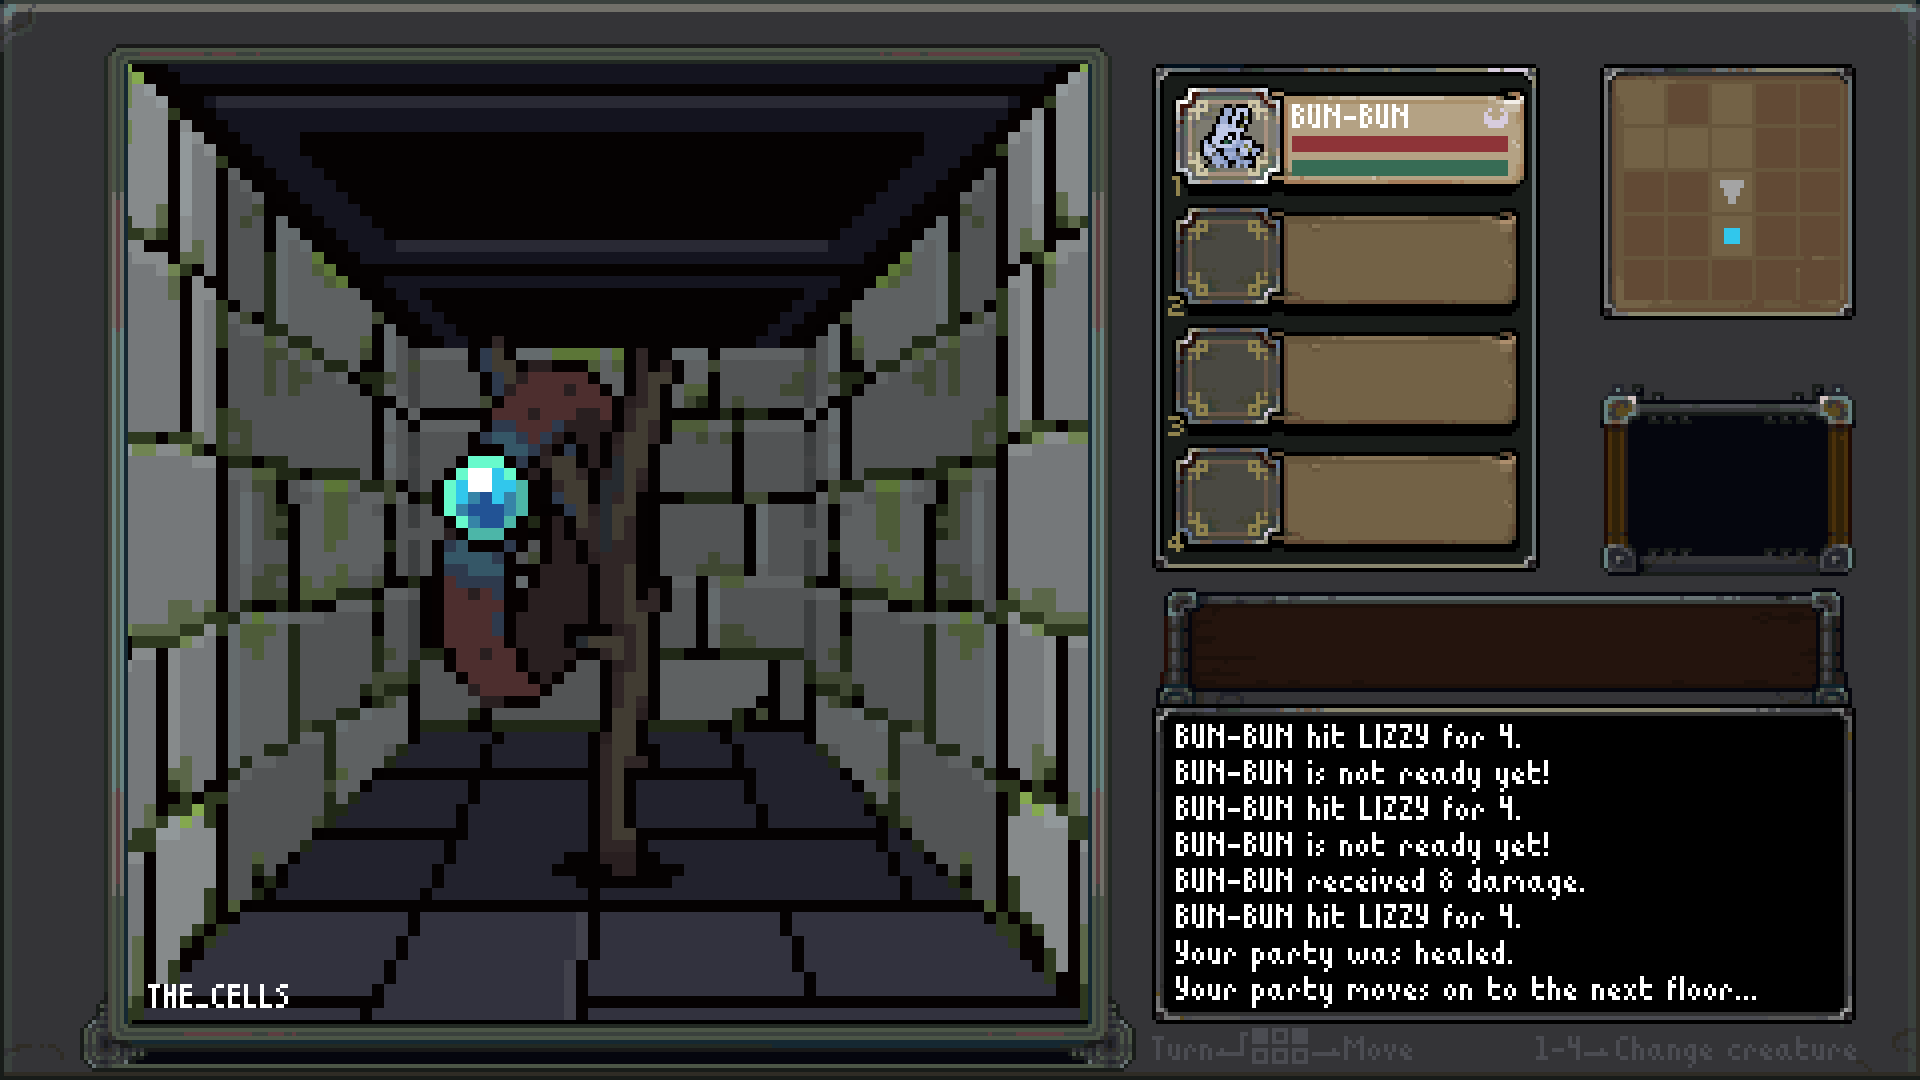 BUN-BUN
1
2
3
4
BUN-BUN hit LIZZY for 4.
BUN-BUN is not ready yet!
BUN-BUN hit LIZZY for 4.
BUN-BUN is not ready yet!
BUN-BUN received 8 damage.
BUN-BUN hit LIZZY for 4.
Your party was healed.
Your party moves on to the next floor...
THE_CELLS
Turn Move
1-4 Change creature